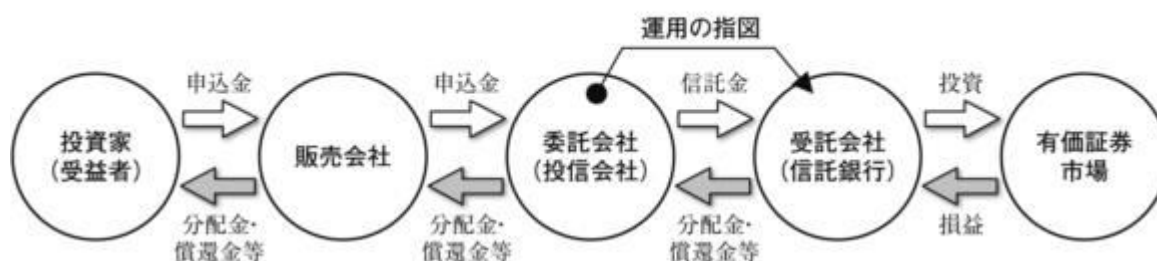 運用の指図
申込金
申込金
信託金
投資
投資家
(受益者)
販売会社
委託会社
(投信会社)
受託会社
(信託銀行)
有価証券
市場
分配金・
償還金等
分配金・
償還金等
分配金・
償還金等
損益